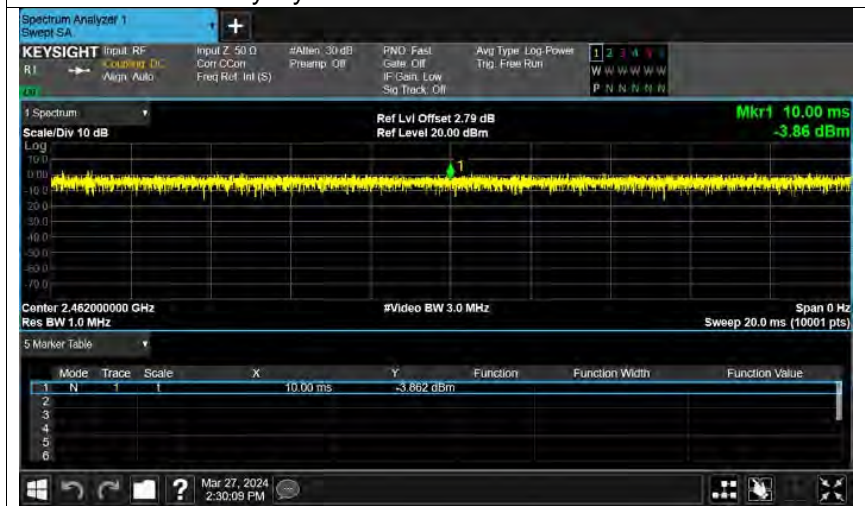 Spectrum Analyzer 1
Swept SA
+
KEYSIGHT Input: RF Input Z: 50 Ω #Atten: 30 dB PNO: Fast Avg Type: Log-Power 1 2 3 4 5 6
R L Coupling: DC Corr CCorr Preamp: Off Gate: Off Trig: Free Run
Align: Auto Freq Ref: Int (S) IF Gain: Low W W W W W W
Sig Track: Off P N N N N N
1 Spectrum Ref Lvl Offset 2.79 dB Mkr1 10.00 ms
Scale/Div 10 dB Ref Level 20.00 dBm -3.86 dBm
Log
10.0
0.00
-10.0
-20.0
-30.0
-40.0
-50.0
-60.0
-70.0
1
Center 2.462000000 GHz #Video BW 3.0 MHz Span 0 Hz
Res BW 1.0 MHz Sweep 20.0 ms (10001 pts)
5 Marker Table
Mode Trace Scale X Y Function Function Width Function Value
1 N 1 t 10.00 ms -3.862 dBm
2
3
4
5
6
? Mar 27, 2024
2:30:09 PM